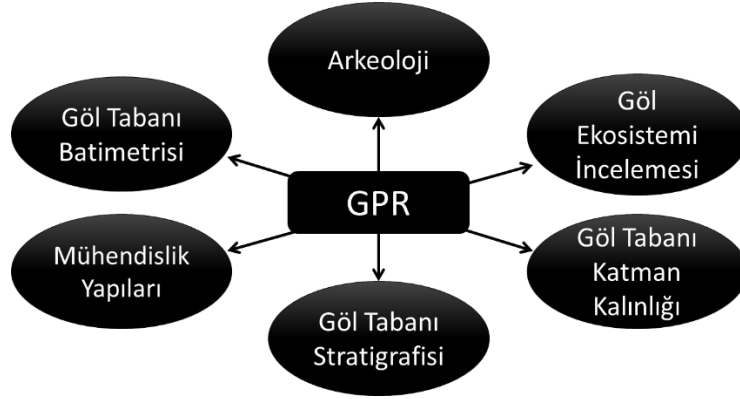 Arkeoloji
Göl Tabanı
Batimetrisi
Göl
Ekosistemi
İncelemesi
GPR
Mühendislik
Yapıları
Göl Tabanı
Katman
Kalınlığı
Göl Tabanı
Stratigrafisi